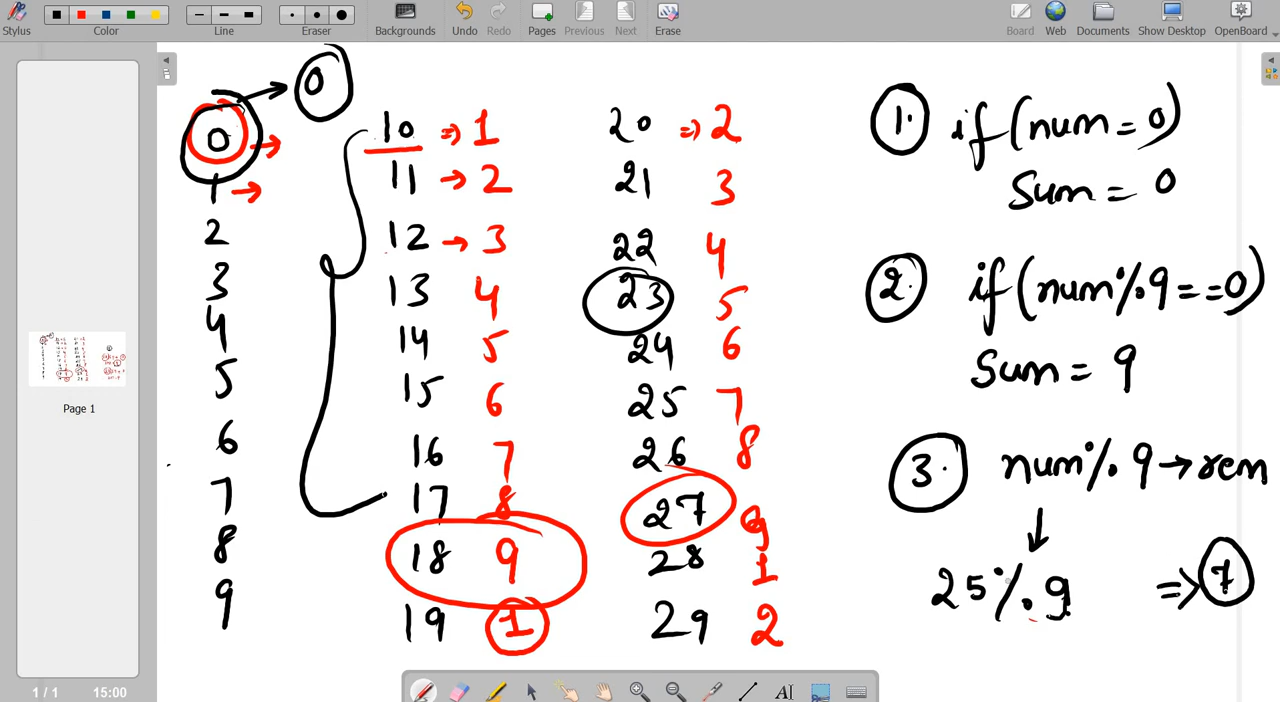 Stylus
Color
Line
Eraser
Backgrounds
Undo
Redo
Pages
Previous
Next
Erase
Board
Web
Documents
Show Desktop
OpenBoard
Page 1
1 / 1 15:00
0 → 0
0 →
1 →
2
3
4
5
6
7
8
9
10 ⇒ 1
11 → 2
12 → 3
13 4
14 5
15 6
16 7
17 8
18 9
19 1
20 ⇒ 2
21 3
22 4
23 5
24 6
25 7
26 8
27 9
28 1
29 2
1. if (num = 0)
Sum = 0
2. if (num%9==0)
Sum = 9
3. num%9→rem
25%9 ⇒ 7
AI